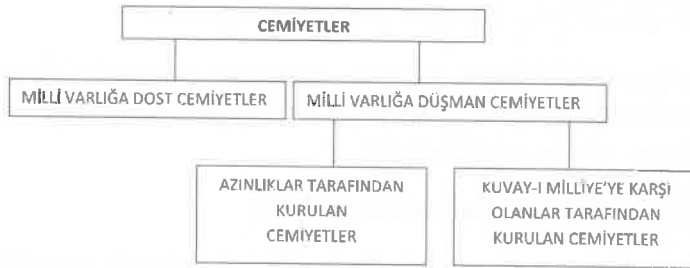 CEMİYETLER
MİLLİ VARLIĞA DOST CEMİYETLER
MİLLİ VARLIĞA DÜŞMAN CEMİYETLER
AZINLIKLAR TARAFINDAN
KURULAN
CEMİYETLER
KUVAY-I MİLLİYE'YE KARŞI
OLANLAR TARAFINDAN
KURULAN CEMİYETLER